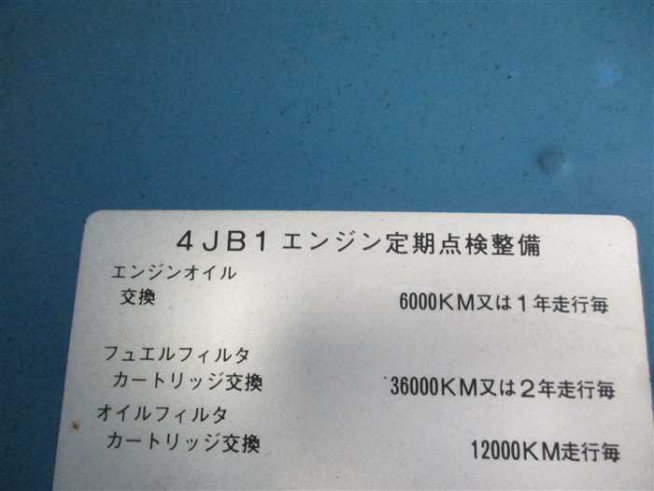 4JB1エンジン定期点検整備
エンジンオイル
交換 6000KM又は1年走行毎
フュエルフィルタ
カートリッジ交換 36000KM又は2年走行毎
オイルフィルタ
カートリッジ交換 12000KM走行毎